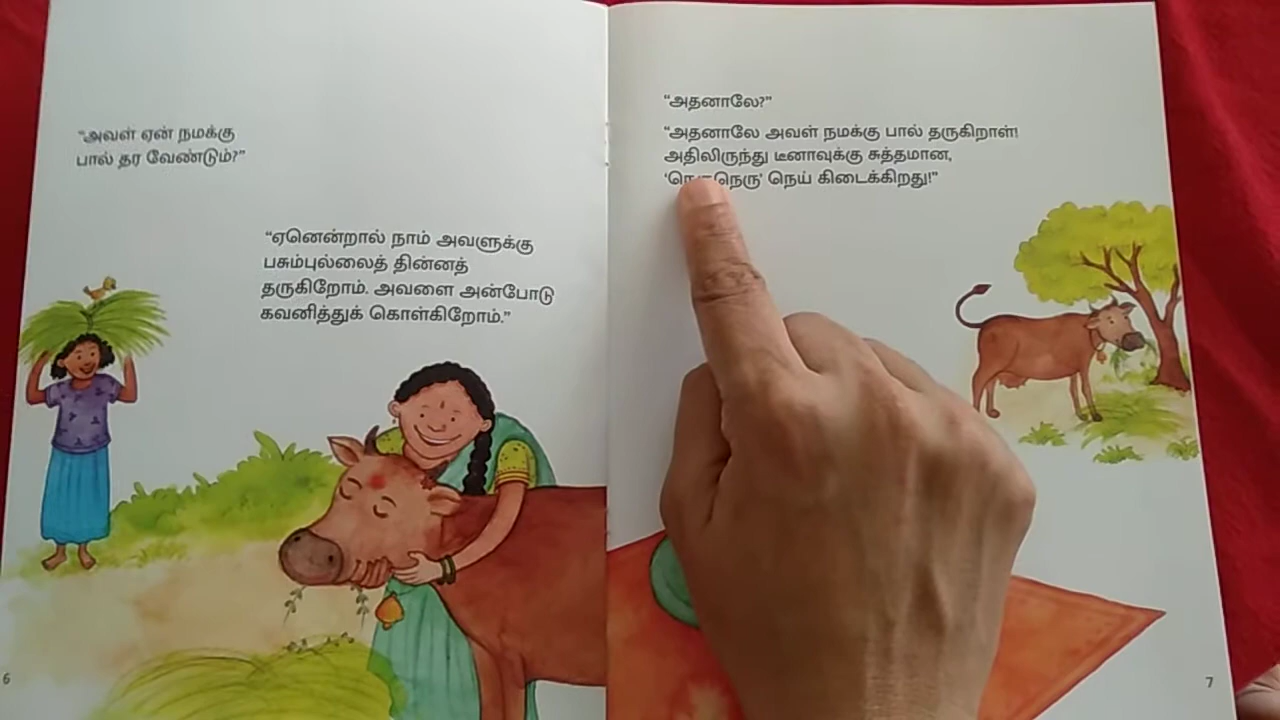 “அவள் ஏன் நமக்கு
பால் தர வேண்டும்?”
“ஏனென்றால் நாம் அவளுக்கு
பசும்புல்லைத் தின்னத்
தருகிறோம். அவளை அன்போடு
கவனித்துக் கொள்கிறோம்.”
6
“அதனாலே?”
“அதனாலே அவள் நமக்கு பால் தருகிறாள்!
அதிலிருந்து டீனாவுக்கு சுத்தமான,
நெய் கிடைக்கிறது!”
7